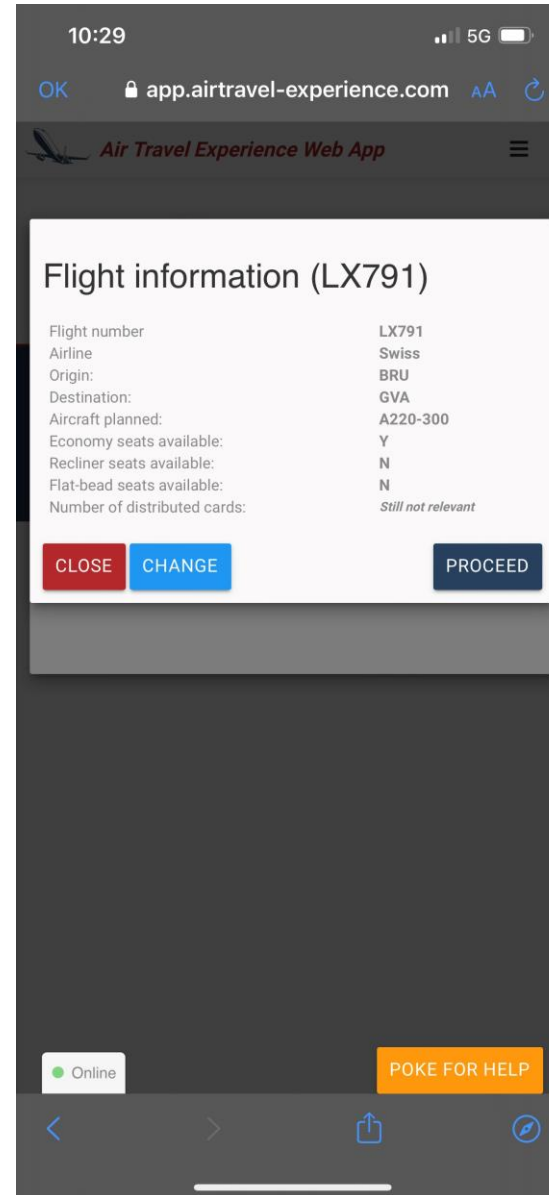 10:29
5G
OK
app.airtravel-experience.com
AA
Air Travel Experience Web App
Flight information (LX791)
Flight number LX791
Airline Swiss
Origin: BRU
Destination: GVA
Aircraft planned: A220-300
Economy seats available: Y
Recliner seats available: N
Flat-bead seats available: N
Number of distributed cards: Still not relevant
CLOSE CHANGE PROCEED
Online
POKE FOR HELP